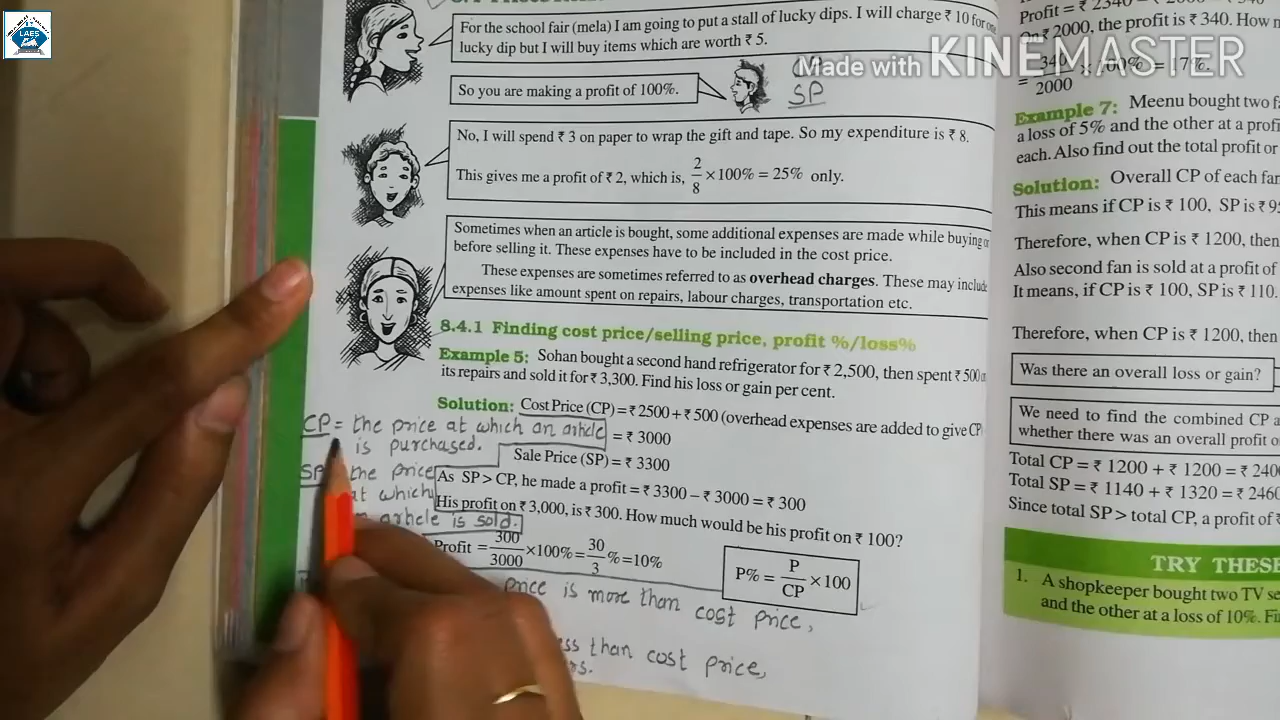 LAES
For the school fair (mela) I am going to put a stall of lucky dips. I will charge ₹ 10 for one
lucky dip but I will buy items which are worth ₹ 5.
So you are making a profit of 100%.
SP
No, I will spend ₹ 3 on paper to wrap the gift and tape. So my expenditure is ₹ 8.
This gives me a profit of ₹ 2, which is, 2/8 × 100% = 25% only.
Sometimes when an article is bought, some additional expenses are made while buying or
before selling it. These expenses have to be included in the cost price.
These expenses are sometimes referred to as overhead charges. These may include
expenses like amount spent on repairs, labour charges, transportation etc.
8.4.1 Finding cost price/selling price, profit %/loss%
Example 5: Sohan bought a second hand refrigerator for ₹ 2,500, then spent ₹ 500
its repairs and sold it for ₹ 3,300. Find his loss or gain per cent.
Solution: Cost Price (CP) = ₹ 2500 + ₹ 500 (overhead expenses are added to give CP
= ₹ 3000
Sale Price (SP) = ₹ 3300
As SP > CP, he made a profit = ₹ 3300 – ₹ 3000 = ₹ 300
His profit on ₹ 3,000, is ₹ 300. How much would be his profit on ₹ 100?
Profit = 300/3000 ×100% = 30/3 % = 10%
P% = P/CP × 100
CP = the price at which an article
is purchased.
SP the price
at which
article is sold.
price is more than cost price,
than cost price,
Made with KINEMASTER
Profit = ₹ 2340
On ₹ 2000, the profit is ₹ 340. How
= 340/2000 × 100% = 17%.
Example 7: Meenu bought two
a loss of 5% and the other at a
each. Also find out the total profit or
Solution: Overall CP of each
This means if CP is ₹ 100, SP is ₹
Therefore, when CP is ₹ 1200, then
Also second fan is sold at a profit of
It means, if CP is ₹ 100, SP is ₹ 110.
Therefore, when CP is ₹ 1200, then
Was there an overall loss or gain?
We need to find the combined CP
whether there was an overall profit
Total CP = ₹ 1200 + ₹ 1200 = ₹
Total SP = ₹ 1140 + ₹ 1320 = ₹
Since total SP > total CP, a profit of
TRY THESE
1. A shopkeeper bought two TV
and the other at a loss of 10%.